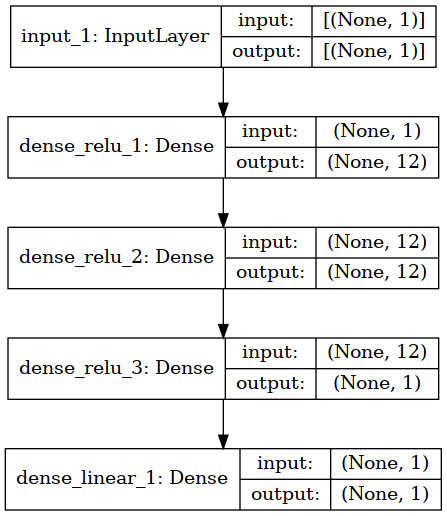 input_1: InputLayer
input: [(None, 1)]
output: [(None, 1)]
dense_relu_1: Dense
input: (None, 1)
output: (None, 12)
dense_relu_2: Dense
input: (None, 12)
output: (None, 12)
dense_relu_3: Dense
input: (None, 12)
output: (None, 1)
dense_linear_1: Dense
input: (None, 1)
output: (None, 1)